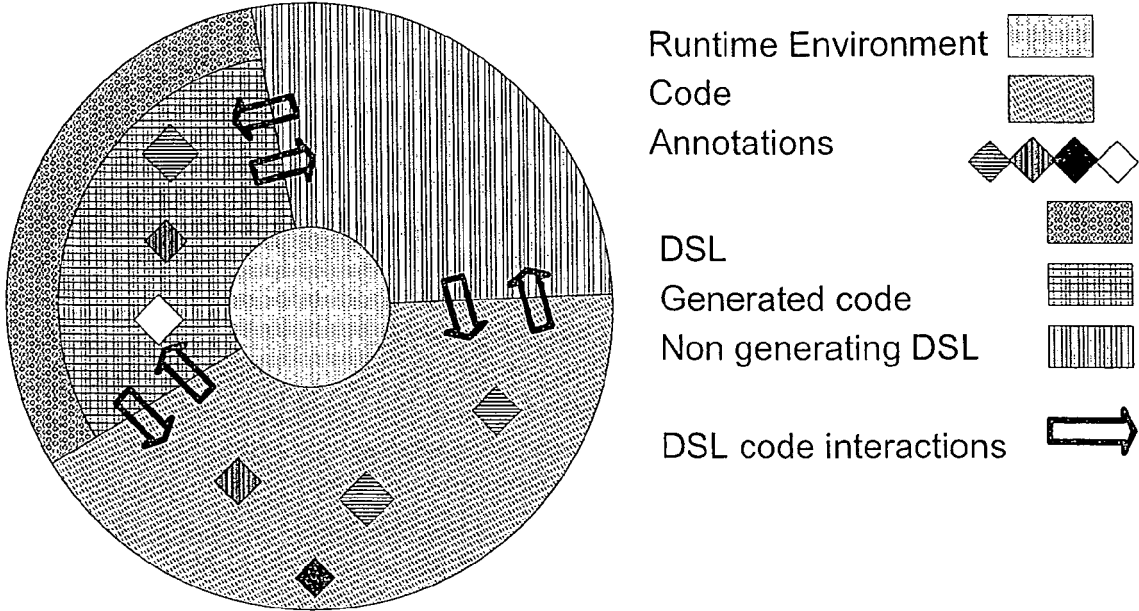 Runtime Environment
Code
Annotations
DSL
Generated code
Non generating DSL
DSL code interactions